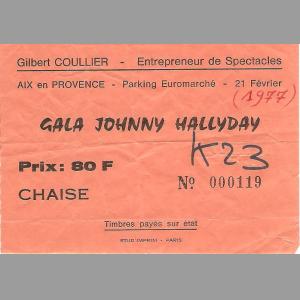 Gilbert COULLIER - Entrepreneur de Spectacles
AIX en PROVENCE - Parking Euromarché - 21 Février
(1977)
GALA JOHNNY HALLYDAY
K23
Prix: 80 F
CHAISE
No 000119
Timbres payés sur état
- PARIS